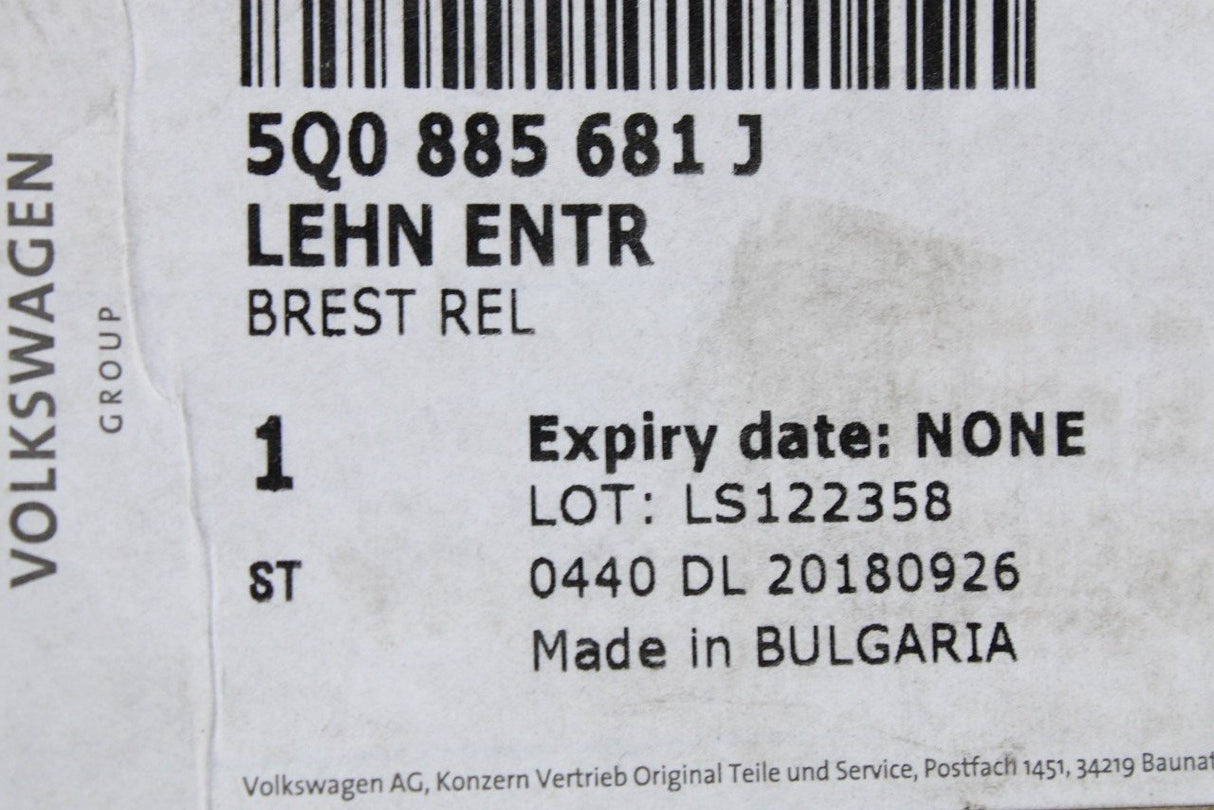 VOLKSWAGEN
GROUP
5Q0 885 681 J
LEHN ENTR
BREST REL
1
Expiry date: NONE
LOT: LS122358
ST
0440 DL 20180926
Made in BULGARIA
Volkswagen AG, Konzern Vertrieb Original Teile und Service, Postfach 1451, 34219 Baunat